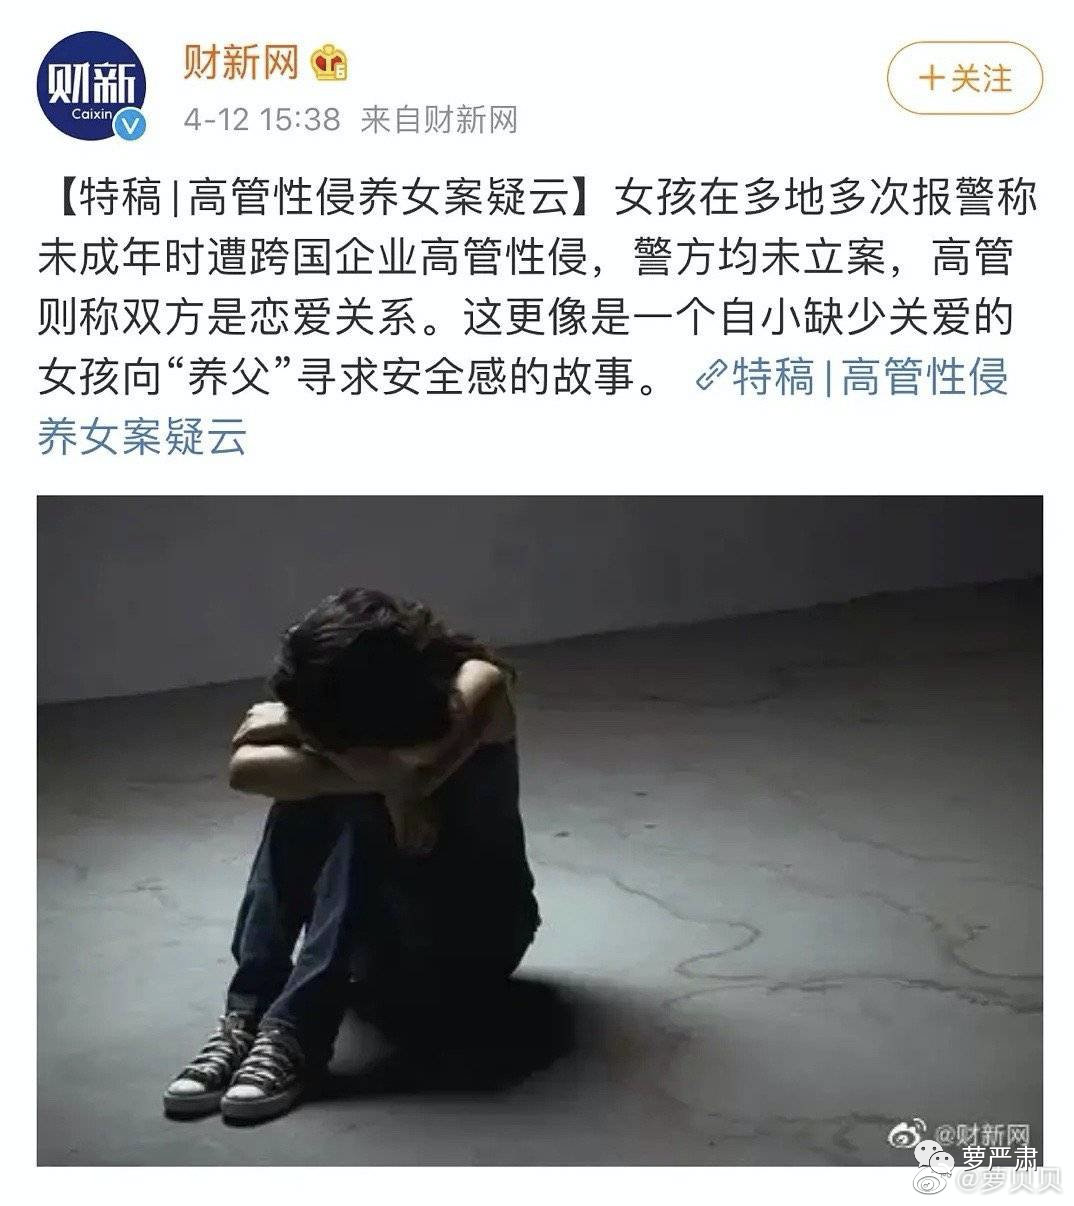 财新
Caixin
财新网
6
+关注
4-12 15:38 来自财新网
【特稿|高管性侵养女案疑云】女孩在多地多次报警称
未成年时遭跨国企业高管性侵，警方均未立案，高管
则称双方是恋爱关系。这更像是一个自小缺少关爱的
女孩向“养父”寻求安全感的故事。 特稿|高管性侵
养女案疑云
@财新网
萝严肃
@萝贝贝